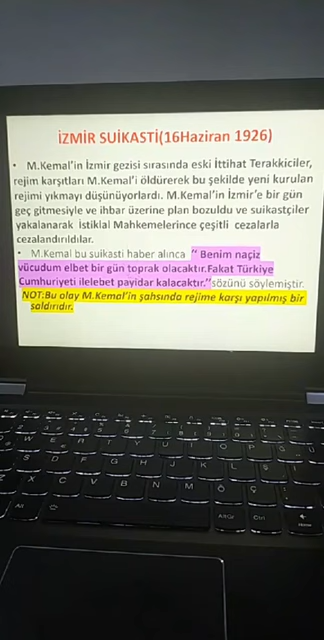 İZMİR SUİKASTİ(16Haziran 1926)
• M.Kemal'in İzmir gezisi sırasında eski İttihat Terakkiciler,
rejim karşıtları M.Kemal'i öldürerek bu şekilde yeni kurulan
rejimi yıkmayı düşünüyorlardı. M.Kemal'in İzmir'e bir gün
geç gitmesiyle ve ihbar üzerine plan bozuldu ve suikastçiler
yakalanarak İstiklal Mahkemelerince çeşitli cezalarla
cezalandırıldılar.
• M.Kemal bu suikasti haber alınca " Benim naçiz
vücudum elbet bir gün toprak olacaktır.Fakat Türkiye
Cumhuriyeti ilelebet payidar kalacaktır."sözünü söylemiştir.
NOT:Bu olay M.Kemal'in şahsında rejime karşı yapılmış bir
saldırıdır.
W E R T Y U I O P Ğ Ü
S D F G H J K L Ş İ
Z X C V B N M Ö Ç
Alt AltGr Ctrl Home